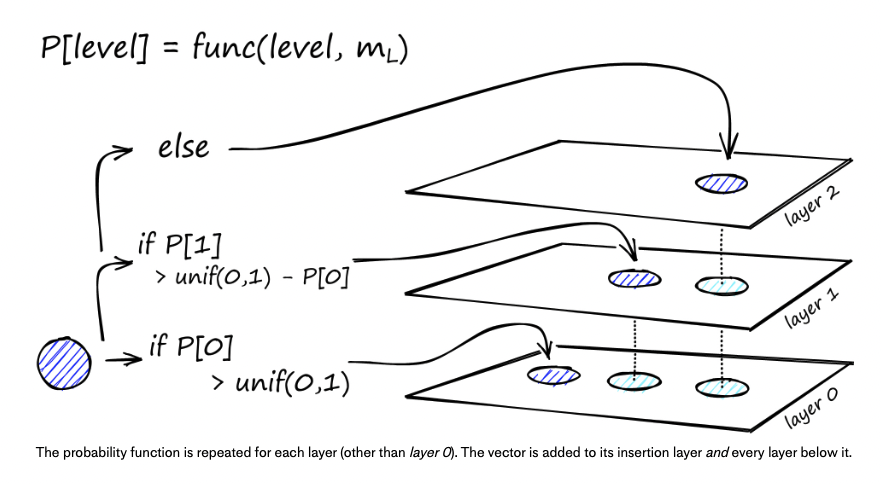 P[level] = func(level, mL)
else
layer 2
if P[1]
> unif(0,1) - P[0]
layer 1
if P[0]
> unif(0,1)
layer 0
The probability function is repeated for each layer (other than layer 0). The vector is added to its insertion layer and every layer below it.